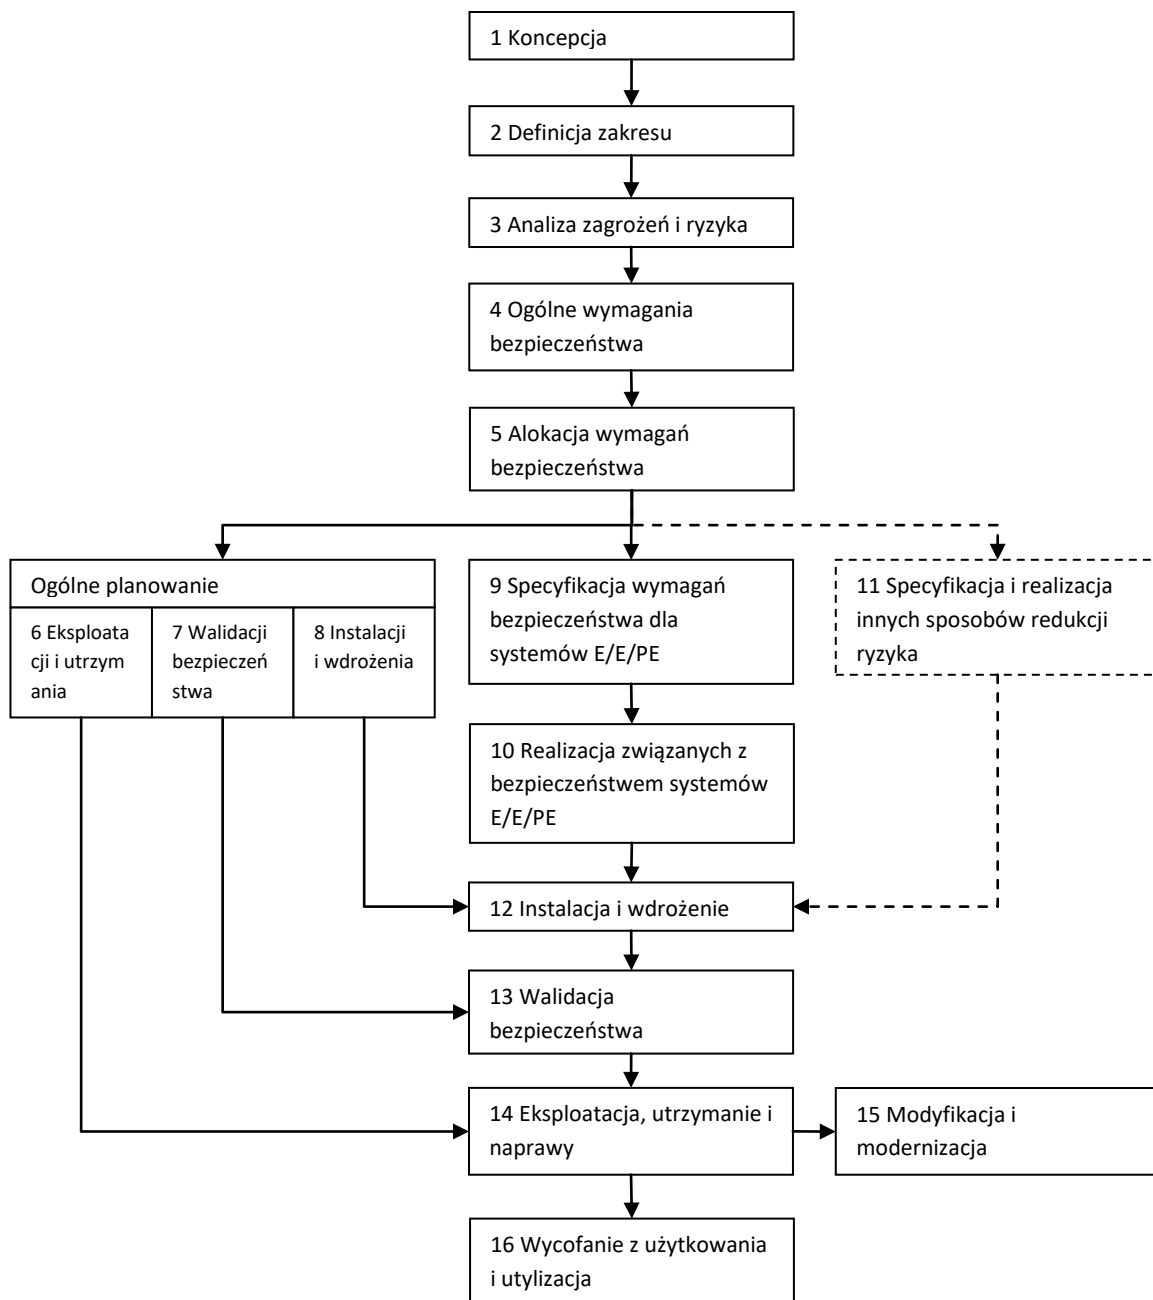 1 Koncepcja
2 Definicja zakresu
3 Analiza zagrożeń i ryzyka
4 Ogólne wymagania
bezpieczeństwa
5 Alokacja wymagań
bezpieczeństwa
Ogólne planowanie
6 Eksploata
cji i utrzym
ania
7 Walidacji
bezpieczeń
stwa
8 Instalacji
i wdrożenia
9 Specyfikacja wymagań
bezpieczeństwa dla
systemów E/E/PE
11 Specyfikacja i realizacja
innych sposobów redukcji
ryzyka
10 Realizacja związanych z
bezpieczeństwem systemów
E/E/PE
12 Instalacja i wdrożenie
13 Walidacja
bezpieczeństwa
14 Eksploatacja, utrzymanie i
naprawy
15 Modyfikacja i
modernizacja
16 Wycofanie z użytkowania
i utylizacja